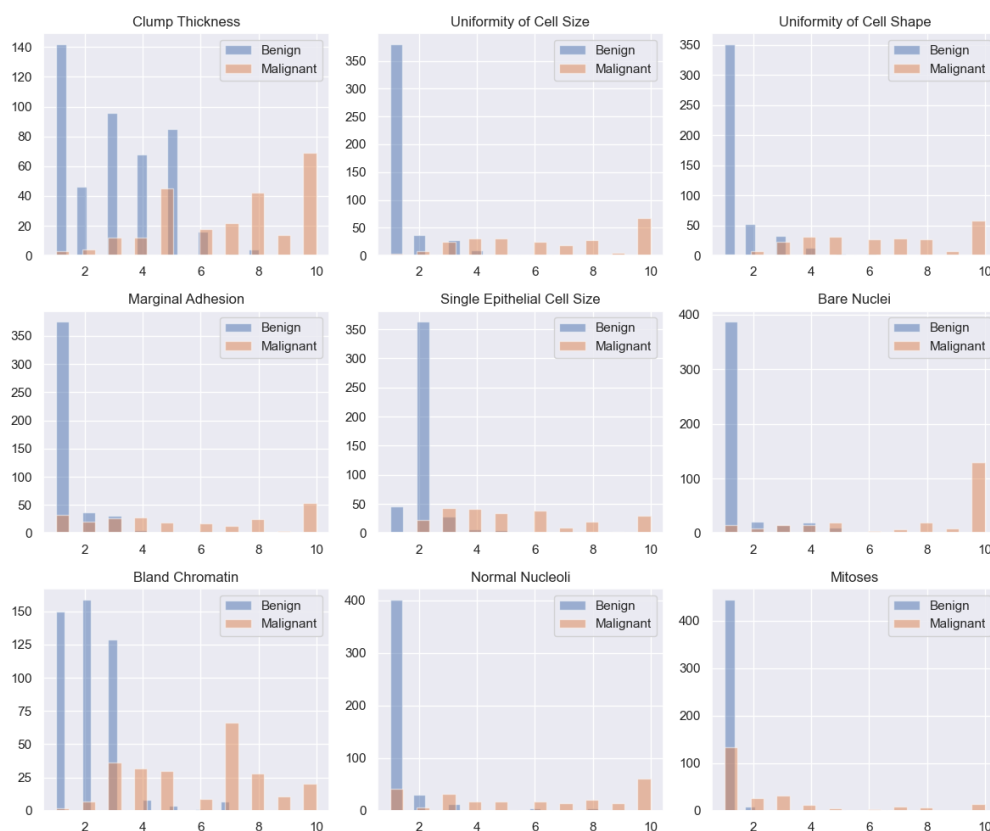 Clump Thickness
140
120
100
80
60
40
20
0
2 4 6 8 10
Benign
Malignant
Uniformity of Cell Size
350
300
250
200
150
100
50
0
2 4 6 8 10
Benign
Malignant
Uniformity of Cell Shape
350
300
250
200
150
100
50
0
2 4 6 8 10
Benign
Malignant
Marginal Adhesion
350
300
250
200
150
100
50
0
2 4 6 8 10
Benign
Malignant
Single Epithelial Cell Size
350
300
250
200
150
100
50
0
2 4 6 8 10
Benign
Malignant
Bare Nuclei
400
300
200
100
0
2 4 6 8 10
Benign
Malignant
Bland Chromatin
150
125
100
75
50
25
0
2 4 6 8 10
Benign
Malignant
Normal Nucleoli
400
300
200
100
0
2 4 6 8 10
Benign
Malignant
Mitoses
400
300
200
100
0
2 4 6 8 10
Benign
Malignant